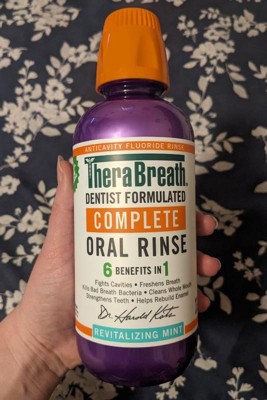 ANTICAVITY FLUORIDE RINSE
TheraBreath
DENTIST FORMULATED
COMPLETE
ORAL RINSE
6 BENEFITS IN 1
Fights Cavities • Freshens Breath
Kills Bad Breath Bacteria • Cleans Whole Mouth
Strengthens Teeth • Helps Rebuild Enamel
Dr. Harold Katz
REVITALIZING MINT